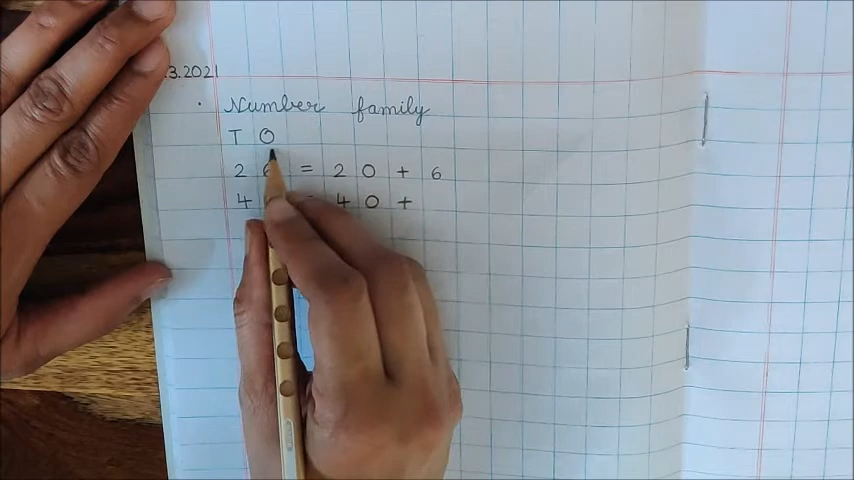 3.2021
. Number family
T O
2 6 = 2 0 + 6
4 4 0 +